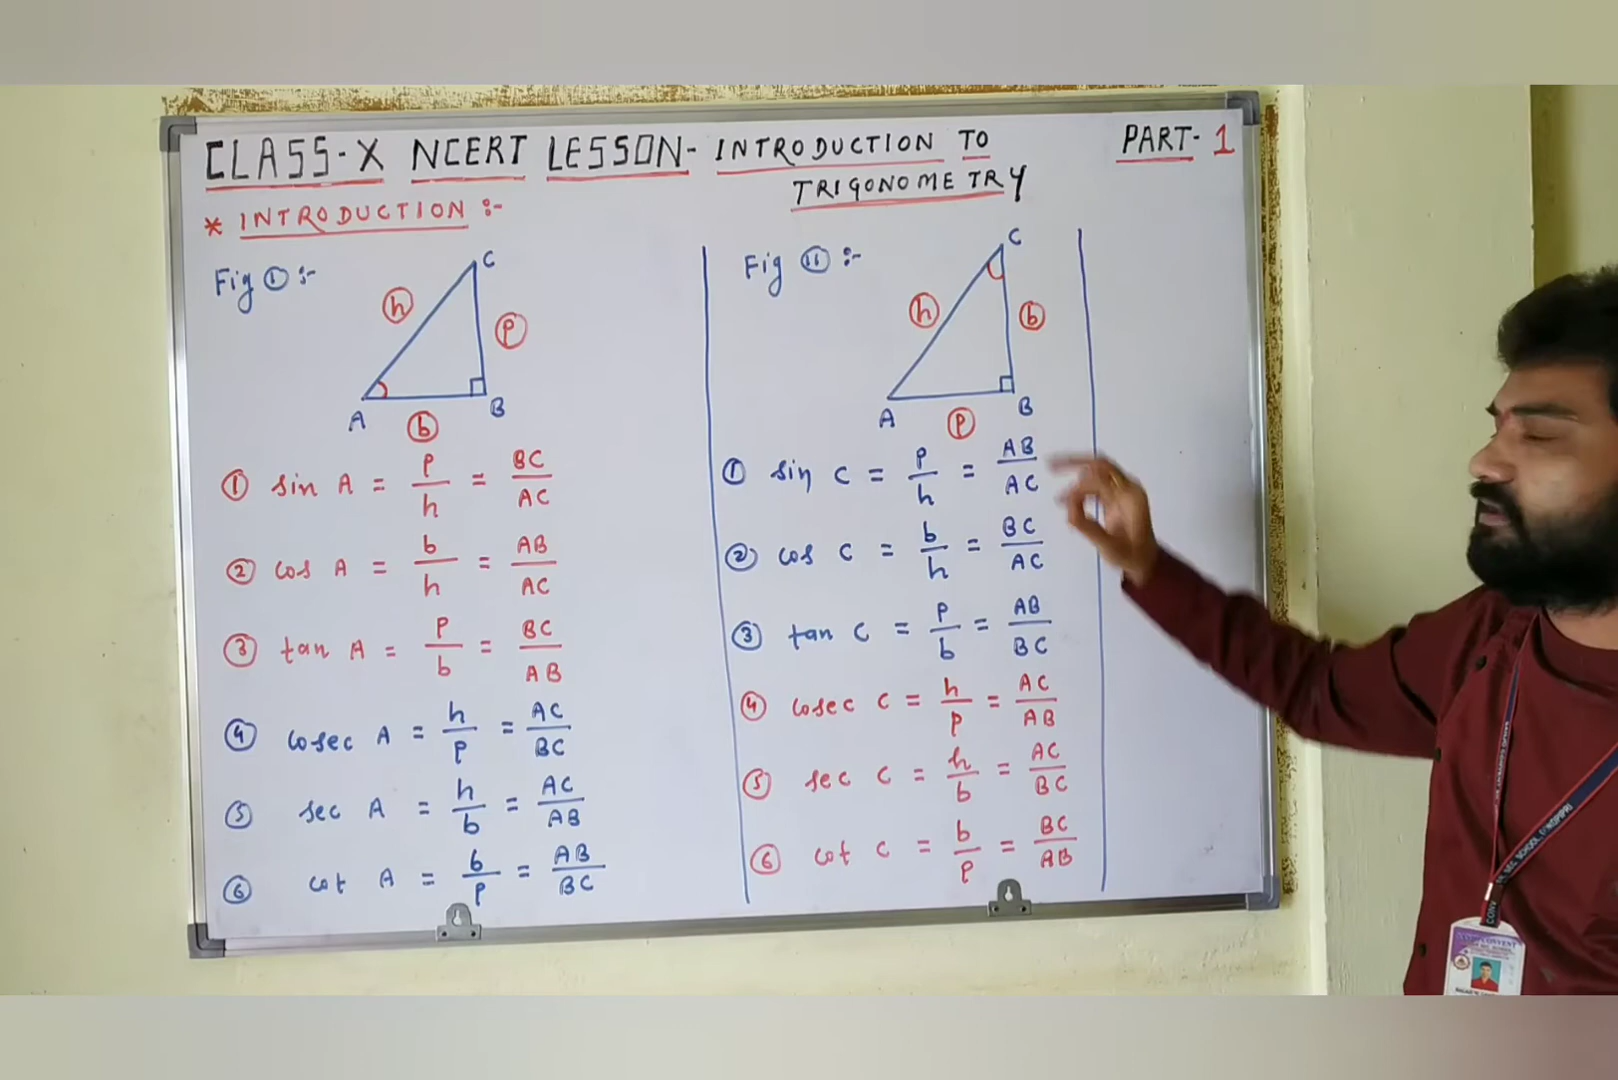 CLASS-X NCERT LESSON- INTRODUCTION TO
TRIGONOMETRY
PART-1
* INTRODUCTION :-
Fig ① :-
C
h
p
A
B
b
① sin A = p/h = BC/AC
② cos A = b/h = AB/AC
③ tan A = p/b = BC/AB
④ cosec A = h/p = AC/BC
⑤ sec A = h/b = AC/AB
⑥ cot A = b/p = AB/BC
Fig ⑪ :-
C
h
b
A
B
p
① sin C = p/h = AB/AC
② cos C = b/h = BC/AC
③ tan C = p/b = AB/BC
④ cosec C = h/p = AC/AB
⑤ sec C = h/b = AC/BC
⑥ cot C = b/p = BC/AB
CONVENT
SCHOOL
CONV